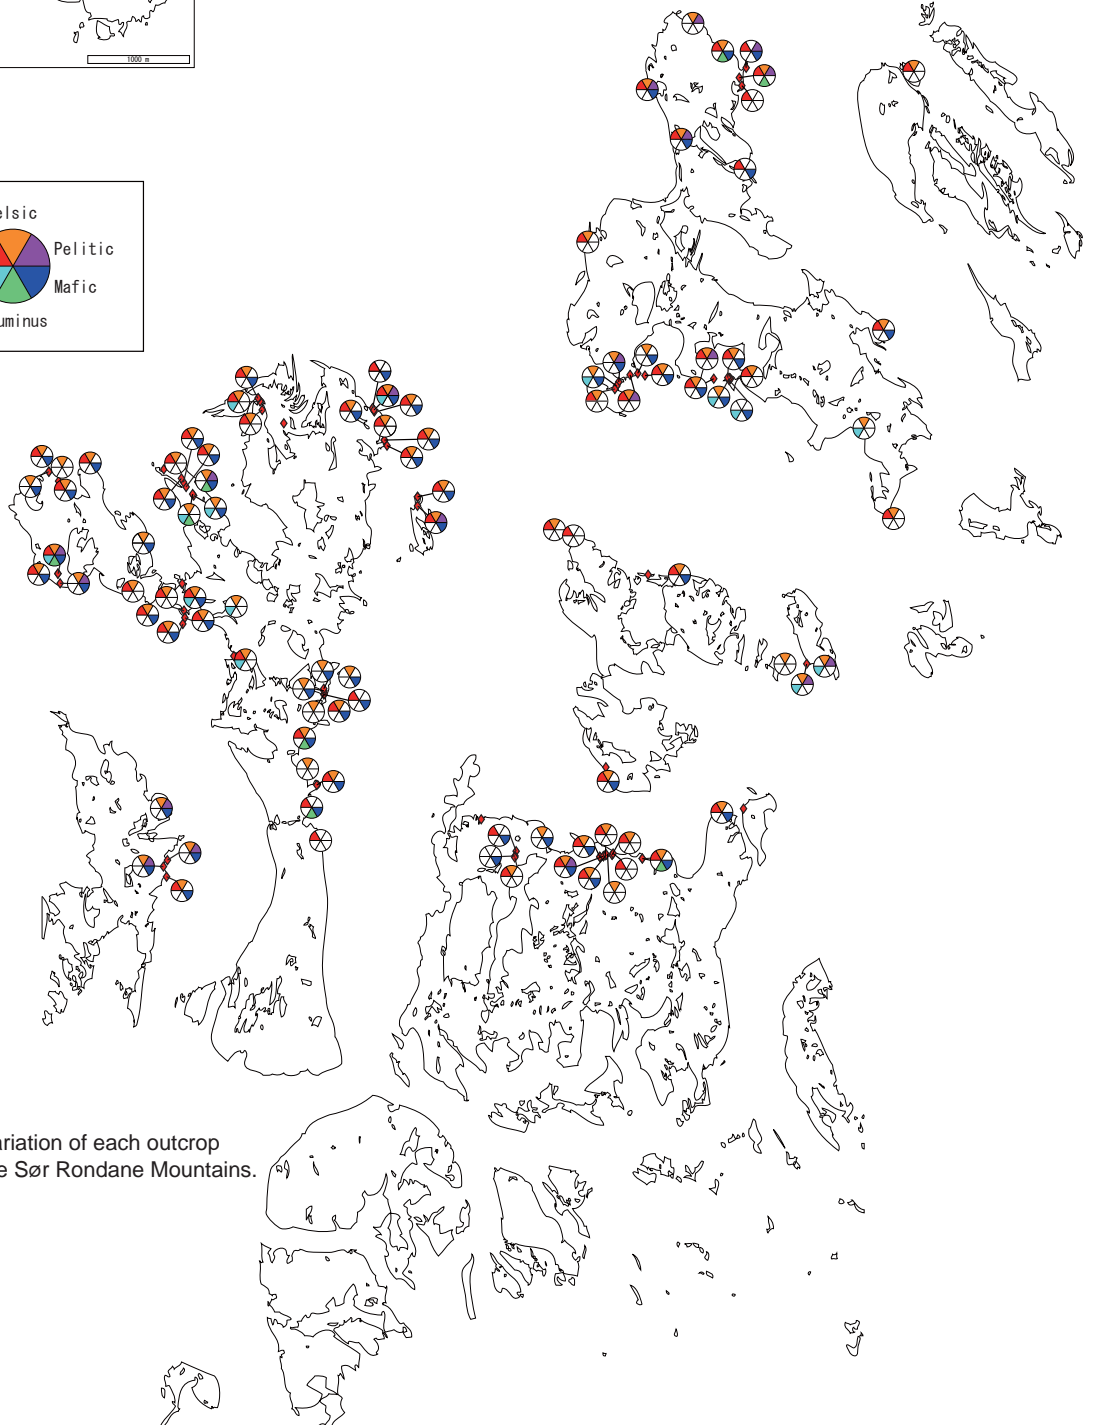 1000 m
elsic
Pelitic
Mafic
uminus
ariation of each outcrop
e Sør Rondane Mountains.